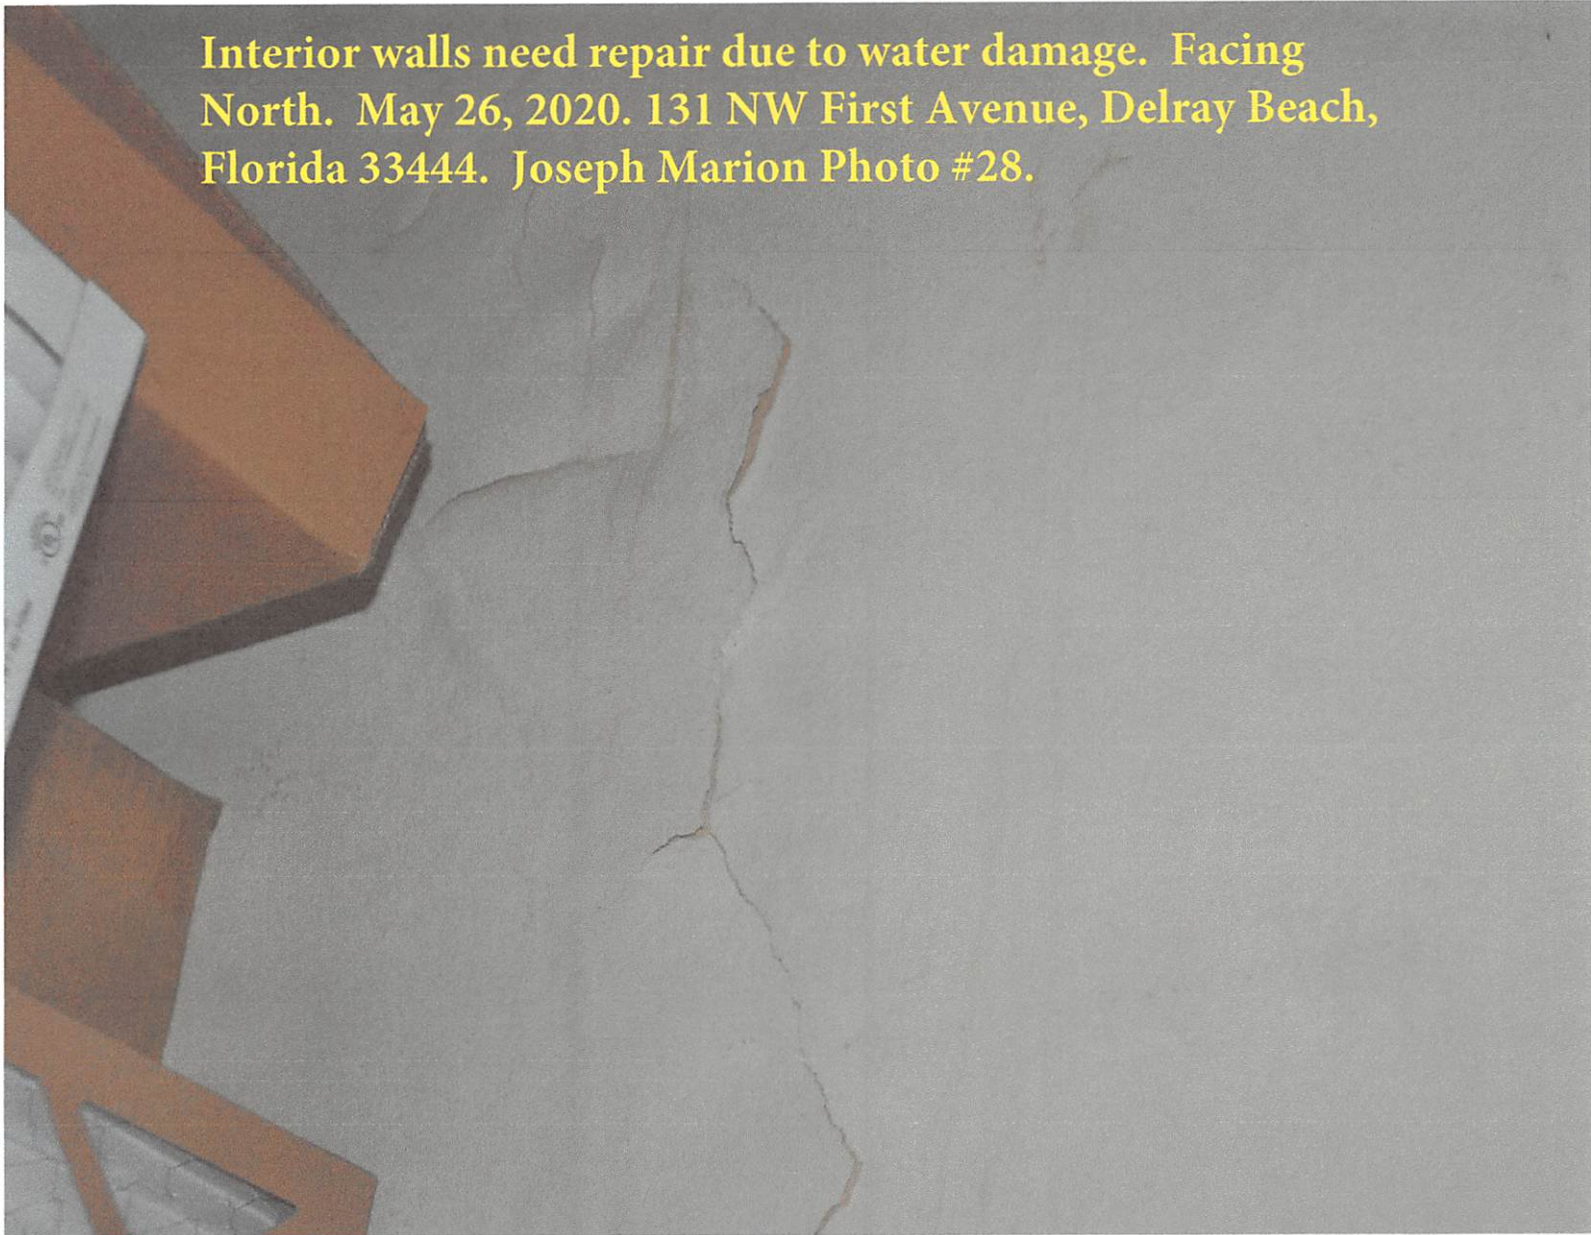 Interior walls need repair due to water damage.  Facing
North.  May 26, 2020. 131 NW First Avenue, Delray Beach,
Florida 33444.  Joseph Marion Photo #28.